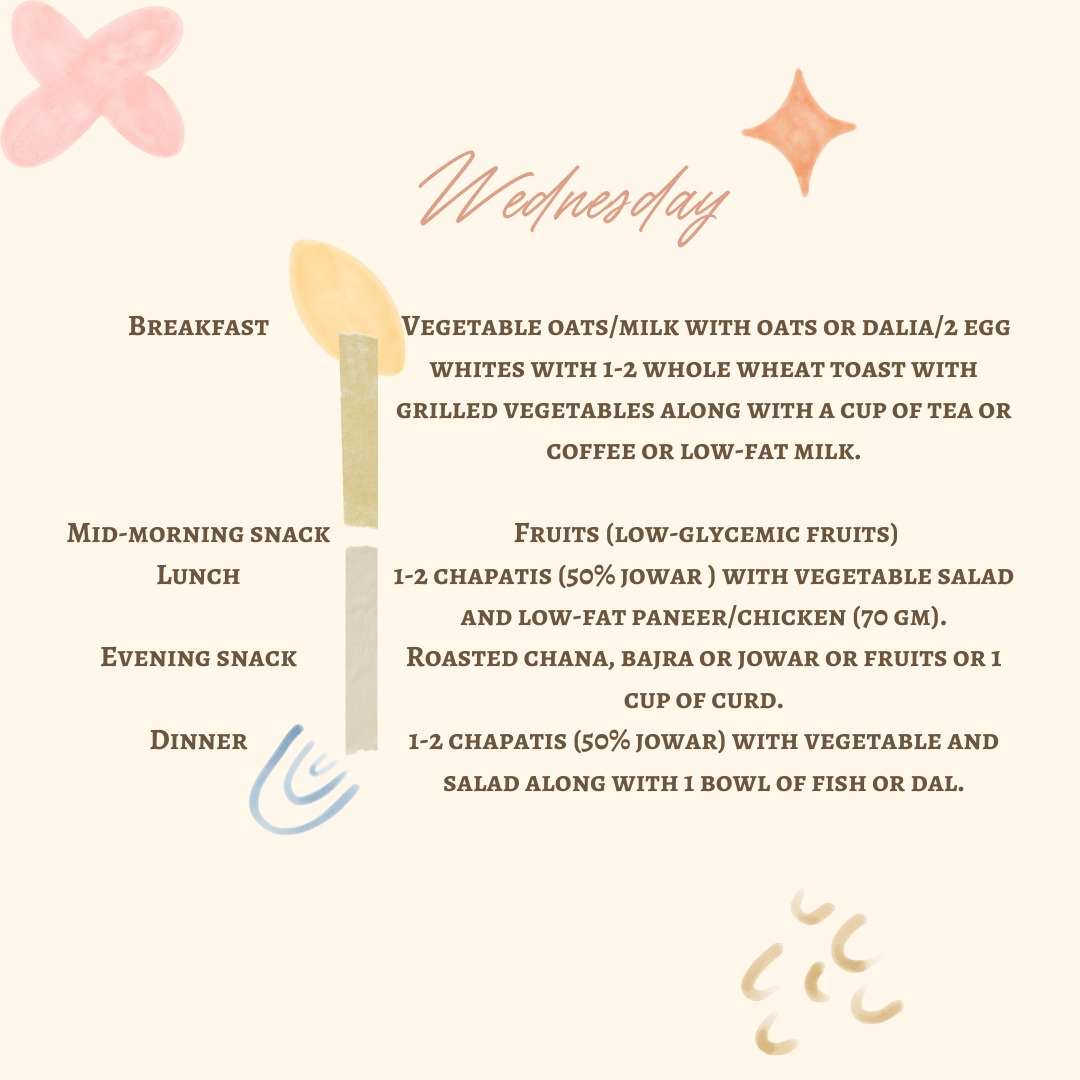 Wednesday
Breakfast
Vegetable oats/milk with oats or dalia/2 egg
whites with 1-2 whole wheat toast with
grilled vegetables along with a cup of tea or
coffee or low-fat milk.
Mid-morning snack
Fruits (low-glycemic fruits)
Lunch
1-2 chapatis (50% jowar ) with vegetable salad
and low-fat paneer/chicken (70 gm).
Evening snack
Roasted chana, bajra or jowar or fruits or 1
cup of curd.
Dinner
1-2 chapatis (50% jowar) with vegetable and
salad along with 1 bowl of fish or dal.